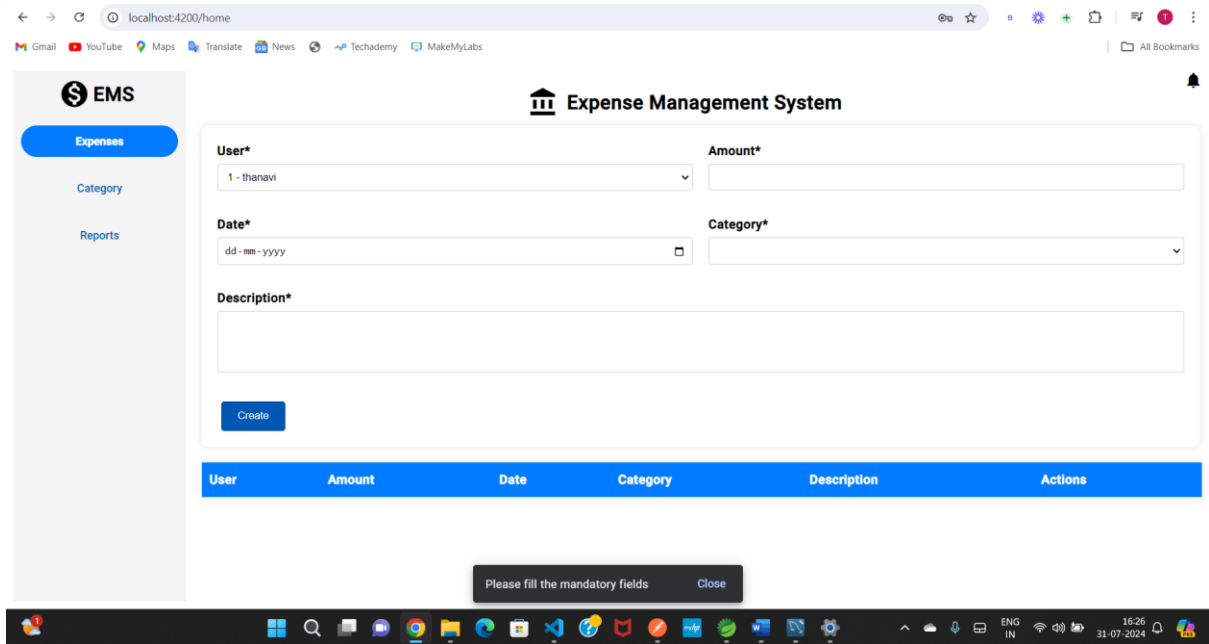 localhost:4200/home
B
T
Gmail YouTube Maps Translate News Techademy MakeMyLabs All Bookmarks
EMS
Expense Management System
Expenses
Category
Reports
User* Amount*
1 - thanavi
Date* Category*
dd-mm-yyyy
Description*
Create
User Amount Date Category Description Actions
Please fill the mandatory fields Close
ENG 16:26
IN 31-07-2024